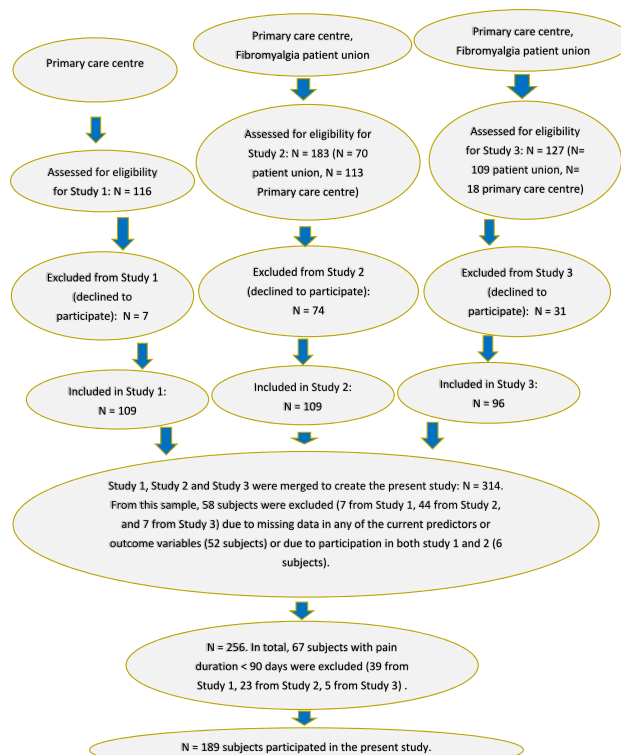 Primary care centre
Primary care centre,
Fibromyalgia patient union
Primary care centre,
Fibromyalgia patient union
Assessed for eligibility
for Study 1: N = 116
Assessed for eligibility for
Study 2: N = 183 (N = 70
patient union, N = 113
Primary care centre)
Assessed for eligibility
for Study 3: N = 127 (N=
109 patient union, N=
18 primary care centre)
Excluded from Study 1
(declined to
participate): N = 7
Excluded from Study 2
(declined to participate):
N = 74
Excluded from Study 3
(declined to
participate): N = 31
Included in Study 1:
N = 109
Included in Study 2:
N = 109
Included in Study 3:
N = 96
Study 1, Study 2 and Study 3 were merged to create the present study: N = 314.
From this sample, 58 subjects were excluded (7 from Study 1, 44 from Study 2,
and 7 from Study 3) due to missing data in any of the current predictors or
outcome variables (52 subjects) or due to participation in both study 1 and 2 (6
subjects).
N = 256. In total, 67 subjects with pain
duration < 90 days were excluded (39 from
Study 1, 23 from Study 2, 5 from Study 3) .
N = 189 subjects participated in the present study.